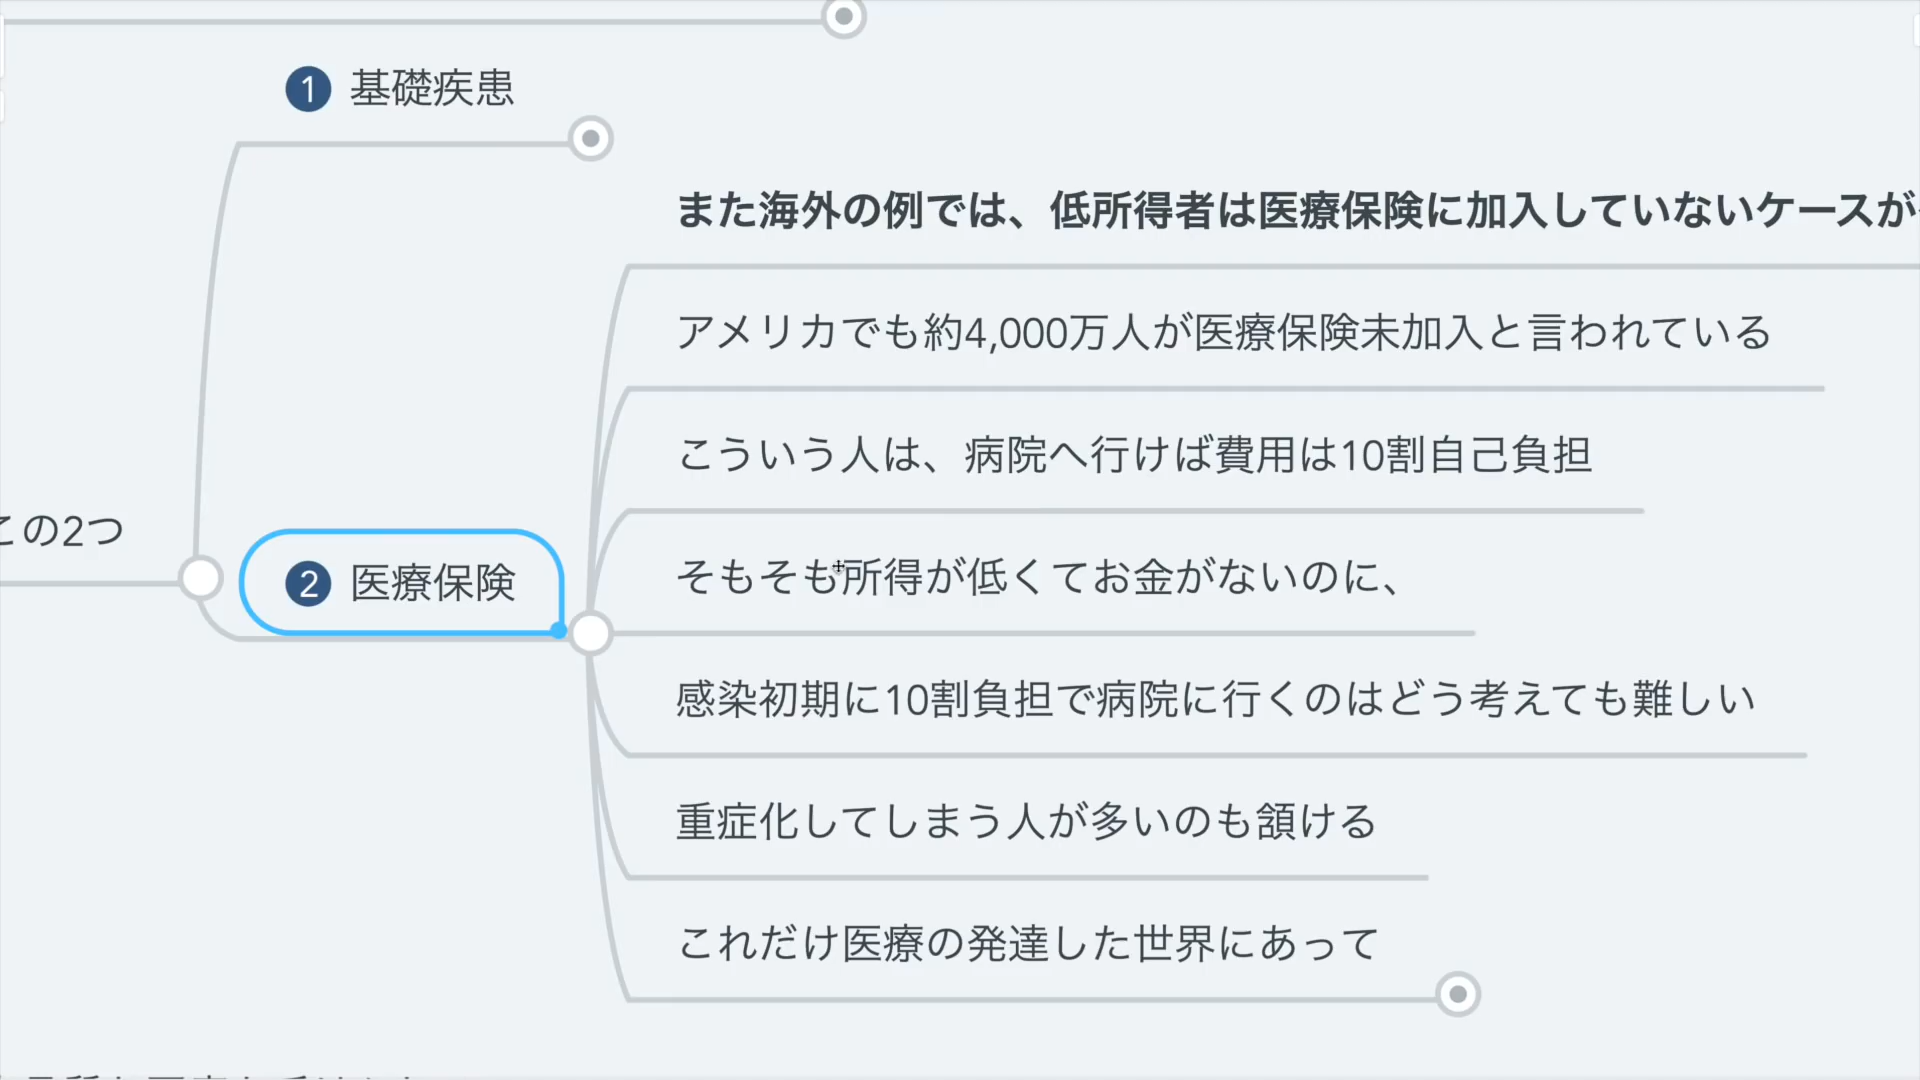 1 基礎疾患
また海外の例では、低所得者は医療保険に加入していないケースが
アメリカでも約4,000万人が医療保険未加入と言われている
こういう人は、病院へ行けば費用は10割自己負担
この2つ
2 医療保険
そもそも所得が低くてお金がないのに、
感染初期に10割負担で病院に行くのはどう考えても難しい
重症化してしまう人が多いのも頷ける
これだけ医療の発達した世界にあって